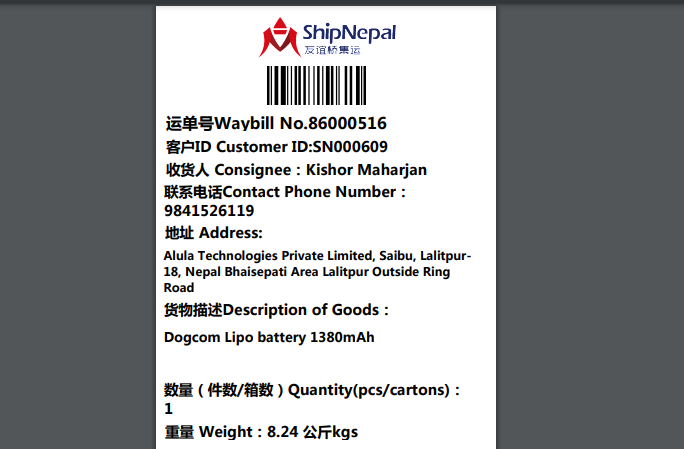 ShipNepal
友谊桥集运
运单号Waybill No.86000516
客户ID Customer ID:SN000609
收货人 Consignee：Kishor Maharjan
联系电话Contact Phone Number：
9841526119
地址 Address:
Alula Technologies Private Limited, Saibu, Lalitpur-
18, Nepal Bhaisepati Area Lalitpur Outside Ring
Road
货物描述Description of Goods：
Dogcom Lipo battery 1380mAh
数量（件数/箱数）Quantity(pcs/cartons)：
1
重量 Weight：8.24 公斤kgs